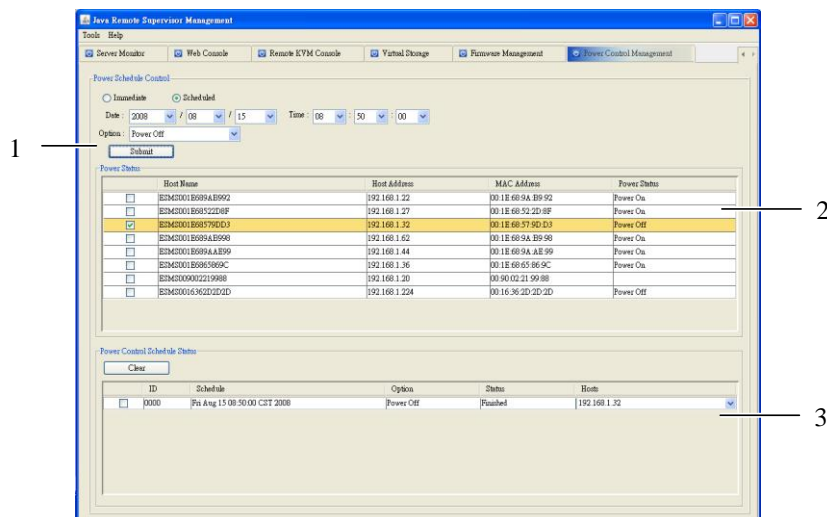 Java Remote Supervisor Management
Tools Help
Server Monitor Web Console Remote KVM Console Virtual Storage Firmware Management Power Control Management
Power Schedule Control
Immediate Scheduled
Date : 2008 / 08 / 15 Time : 08 : 50 : 00
Option : Power Off
1
Submit
Power Status
Host Name Host Address MAC Address Power Status
ESMS001E689AB992 192.168.1.22 00:1E:68:9A:B9:92 Power On
2
ESMS001E68522D8F 192.168.1.27 00:1E:68:52:2D:8F Power On
ESMS001E68579DD3 192.168.1.32 00:1E:68:57:9D:D3 Power Off
ESMS001E689AB998 192.168.1.62 00:1E:68:9A:B9:98 Power On
ESMS001E689AAE99 192.168.1.44 00:1E:68:9A:AE:99 Power On
ESMS001E6865869C 192.168.1.36 00:1E:68:65:86:9C Power On
ESMS009002219988 192.168.1.20 00:90:02:21:99:88
ESMS0016362D2D2D 192.168.1.224 00:16:36:2D:2D:2D Power Off
Power Control Schedule Status
Clear
ID Schedule Option Status Hosts
0000 Fri Aug 15 08:50:00 CST 2008 Power Off Finished 192.168.1.32
3